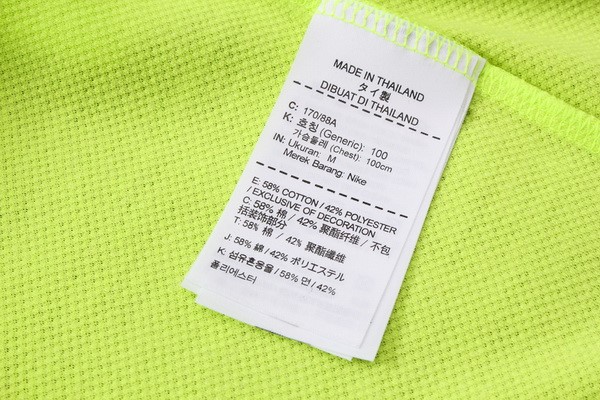 MADE IN THAILAND
タイ製
DIBUAT DI THAILAND
C: 170/88A
K: 호칭 (Generic): 100
가슴둘레 (Chest): 100cm
IN: Ukuran: M
Merek Barang: Nike
E: 58% COTTON / 42% POLYESTER
/ EXCLUSIVE OF DECORATION
C: 58% 棉 / 42% 聚酯纤维 / 不包
括装饰部分
T: 58% 棉 / 42% 聚酯纖維
J: 58% 綿 / 42% ポリエステル
K: 섬유혼용율 / 58% 면 / 42%
폴리에스터